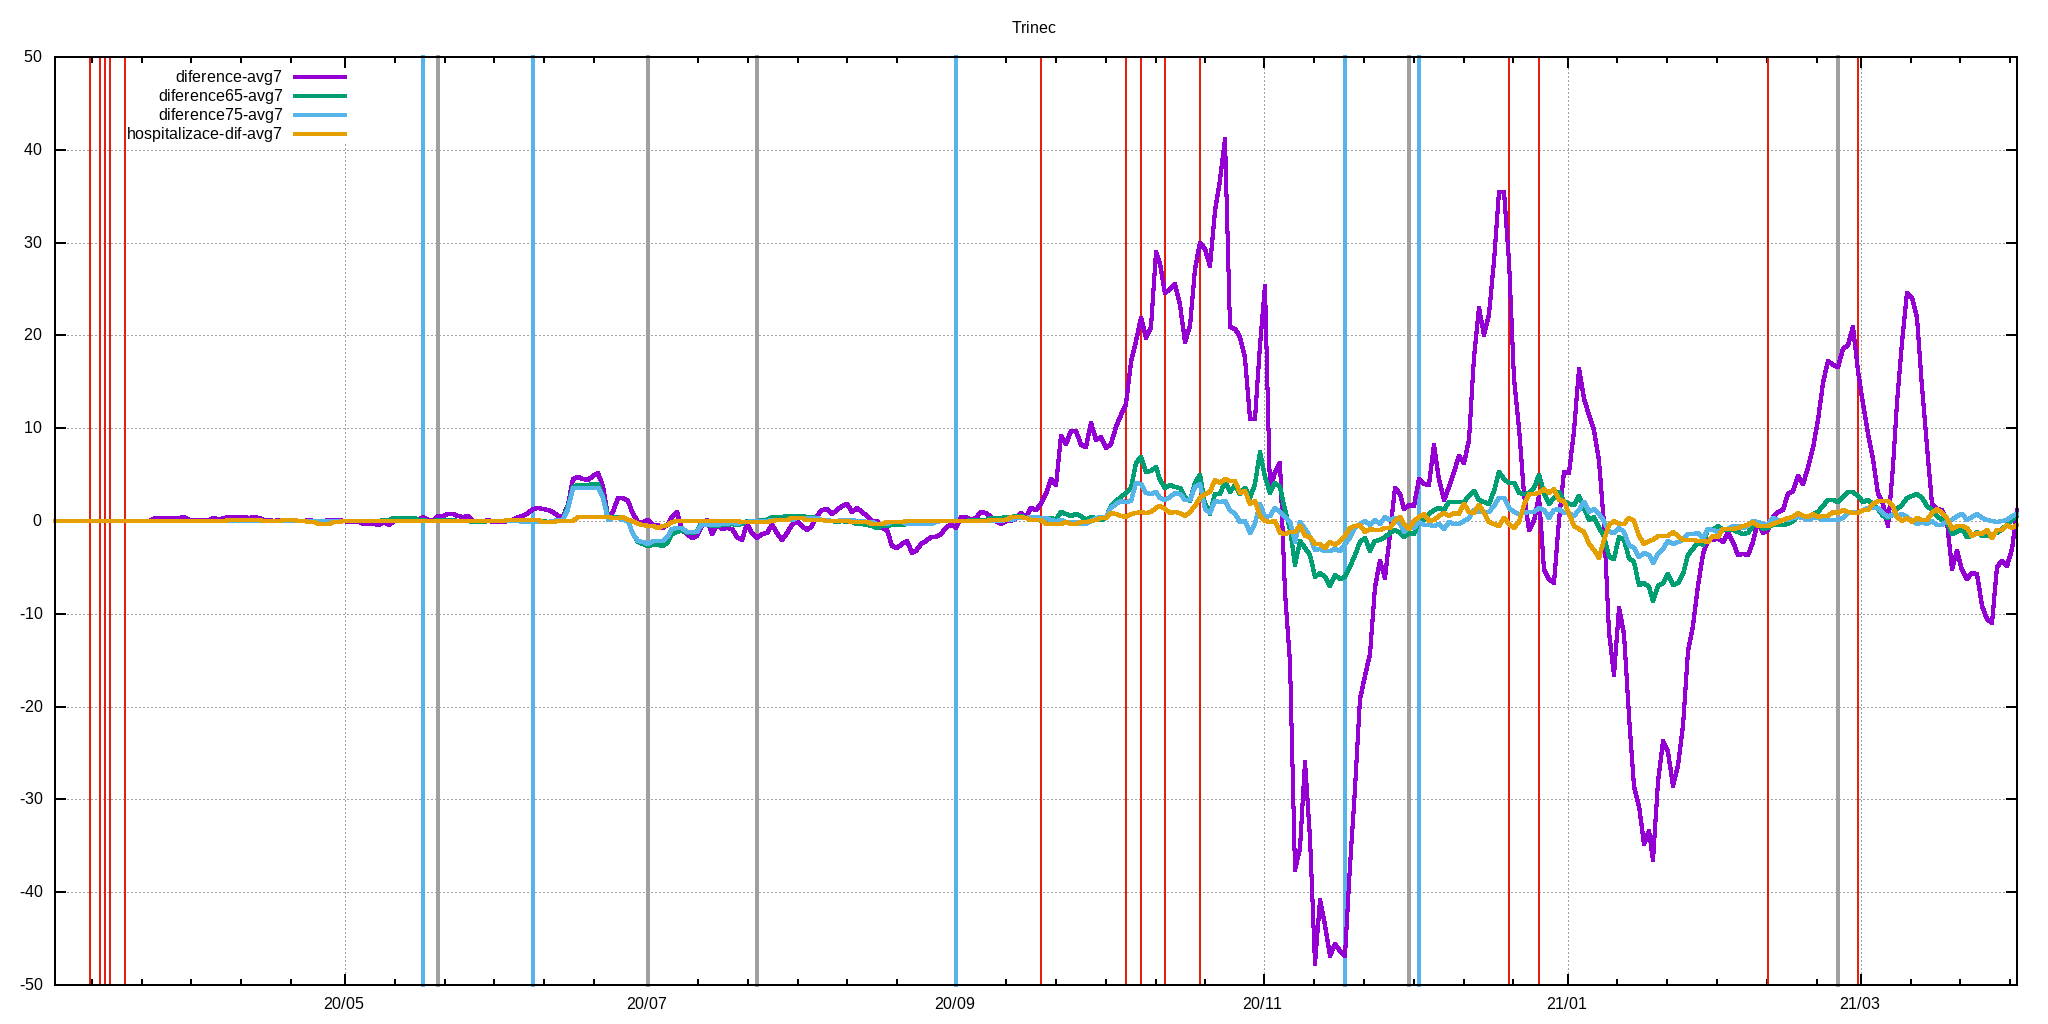 Trinec
diference-avg7
diference65-avg7
diference75-avg7
hospitalizace-dif-avg7
50
40
30
20
10
0
-10
-20
-30
-40
-50
20/05 20/07 20/09 20/11 21/01 21/03